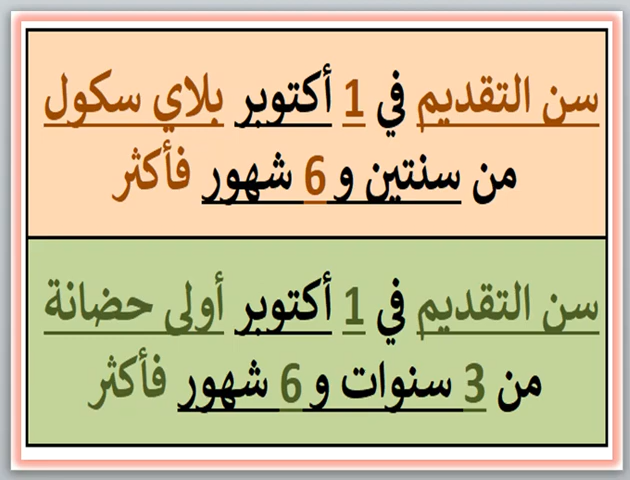 سن التقديم في 1 أكتوبر بلاي سكول
من سنتين و 6 شهور فأكثر
سن التقديم في 1 أكتوبر أولى حضانة
من 3 سنوات و 6 شهور فأكثر